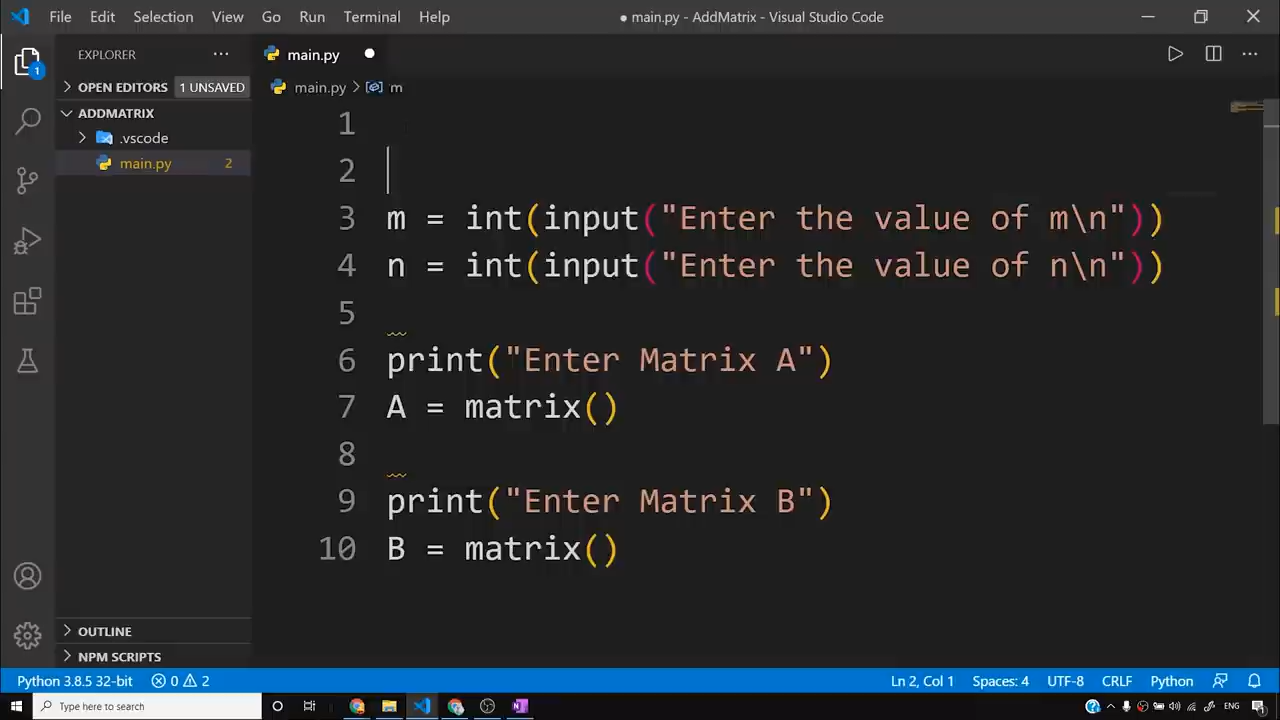 File Edit Selection View Go Run Terminal Help ● main.py - AddMatrix - Visual Studio Code
EXPLORER ···
main.py ●
OPEN EDITORS 1 UNSAVED
main.py > m
ADDMATRIX
.vscode
main.py 2
1
2
3 m = int(input("Enter the value of m\n"))
4 n = int(input("Enter the value of n\n"))
5
6 print("Enter Matrix A")
7 A = matrix()
8
9 print("Enter Matrix B")
10 B = matrix()
1
OUTLINE
NPM SCRIPTS
Python 3.8.5 32-bit 0 2 Ln 2, Col 1 Spaces: 4 UTF-8 CRLF Python
Type here to search ENG